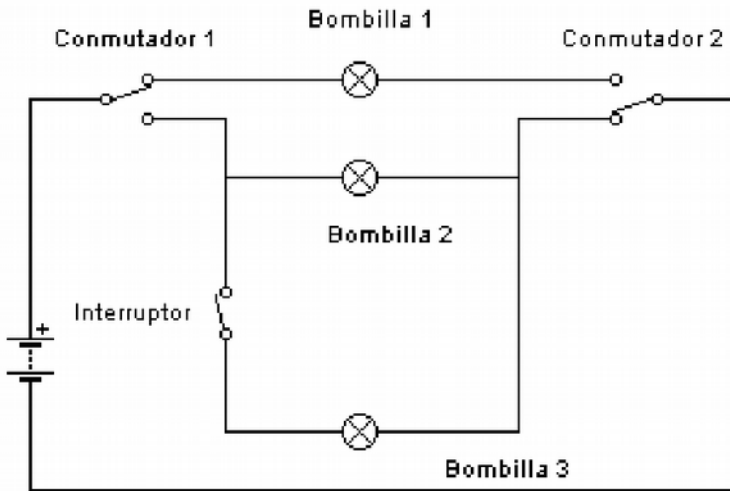 Bombilla 1
Conmutador 1
Conmutador 2
Bombilla 2
Interruptor
+
Bombilla 3